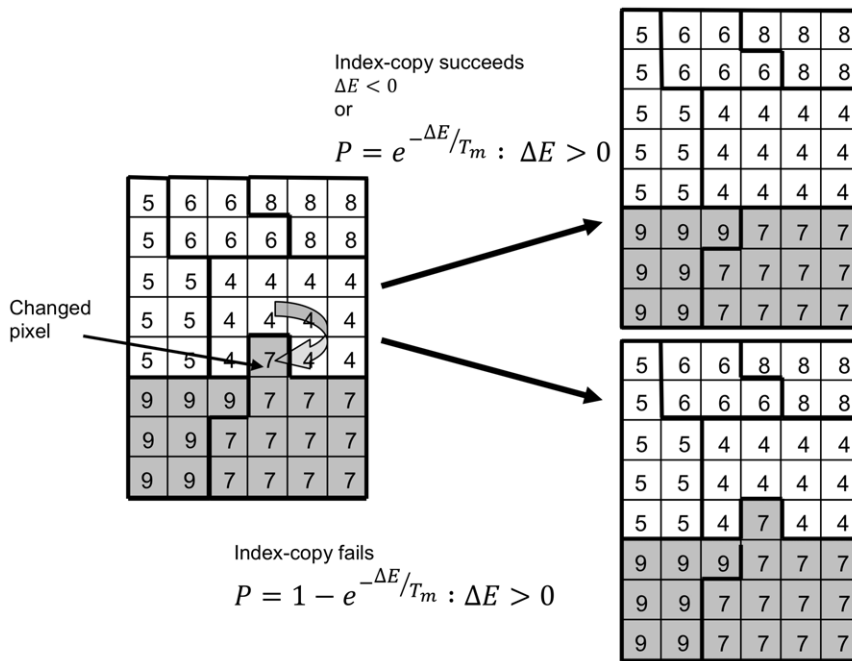 Index-copy succeeds
ΔE < 0
or
P = e^{-ΔE/T_m} : ΔE > 0
5 6 6 8 8 8
5 6 6 6 8 8
5 5 4 4 4 4
5 5 4 4 4 4
5 5 4 4 4 4
9 9 9 7 7 7
9 9 7 7 7 7
9 9 7 7 7 7
5 6 6 8 8 8
5 6 6 6 8 8
5 5 4 4 4 4
5 5 4 4 4 4
5 5 4 7 4 4
9 9 9 7 7 7
9 9 7 7 7 7
9 9 7 7 7 7
Changed
pixel
5 6 6 8 8 8
5 6 6 6 8 8
5 5 4 4 4 4
5 5 4 4 4 4
5 5 4 7 4 4
9 9 9 7 7 7
9 9 7 7 7 7
9 9 7 7 7 7
Index-copy fails
P = 1 − e^{-ΔE/T_m} : ΔE > 0